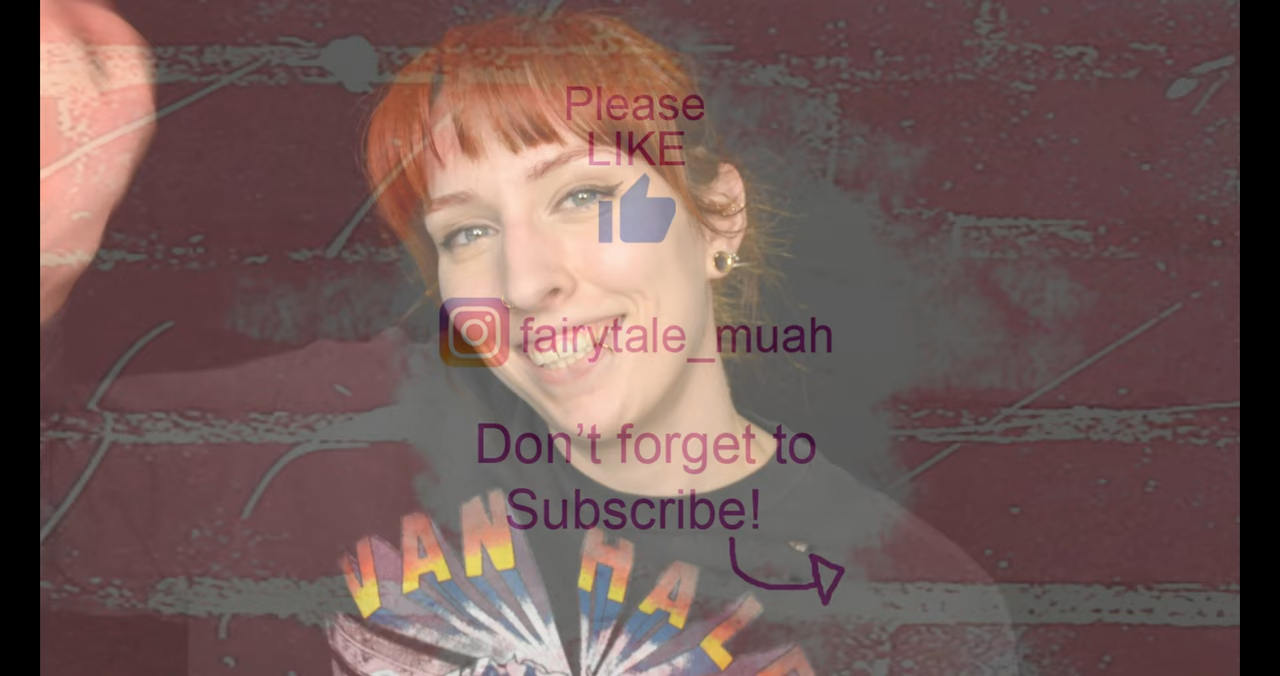 Please
LIKE
fairytale_muah
Don't forget to
Subscribe!
VAN HAL